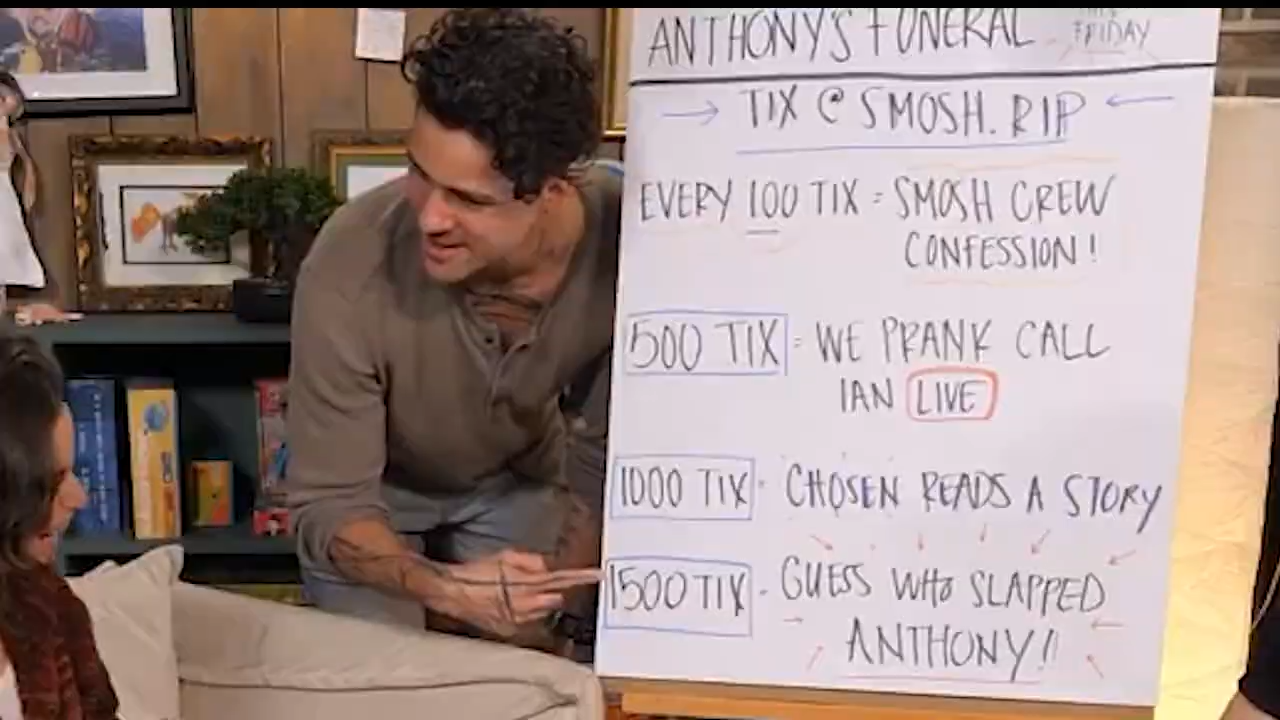 ANTHONY'S FUNERAL THIS
FRIDAY
→ TIX @ SMOSH.RIP ←
EVERY 100 TIX = SMOSH CREW
CONFESSION!
500 TIX = WE PRANK CALL
IAN LIVE
1000 TIX - CHOSEN READS A STORY
1500 TIX - GUESS WHO SLAPPED
ANTHONY!!